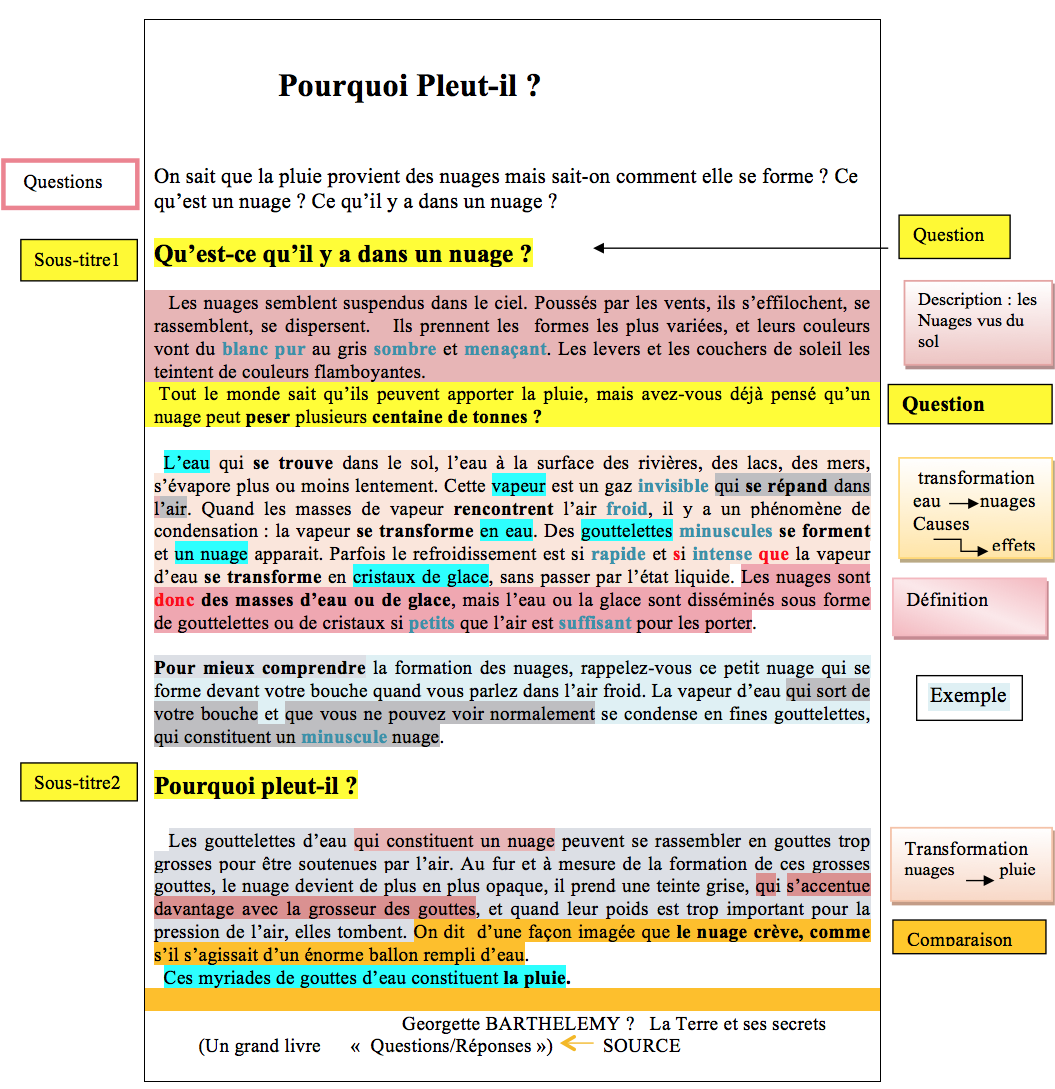 Pourquoi Pleut-il ?
Questions
On sait que la pluie provient des nuages mais sait-on comment elle se forme ? Ce
qu’est un nuage ? Ce qu’il y a dans un nuage ?
Sous-titre1
Qu’est-ce qu’il y a dans un nuage ?
Question
Les nuages semblent suspendus dans le ciel. Poussés par les vents, ils s’effilochent, se
rassemblent, se dispersent. Ils prennent les formes les plus variées, et leurs couleurs
vont du blanc pur au gris sombre et menaçant. Les levers et les couchers de soleil les
teintent de couleurs flamboyantes.
Description : les
Nuages vus du
sol
Tout le monde sait qu’ils peuvent apporter la pluie, mais avez-vous déjà pensé qu’un
nuage peut peser plusieurs centaine de tonnes ?
Question
L’eau qui se trouve dans le sol, l’eau à la surface des rivières, des lacs, des mers,
s’évapore plus ou moins lentement. Cette vapeur est un gaz invisible qui se répand dans
l’air. Quand les masses de vapeur rencontrent l’air froid, il y a un phénomène de
condensation : la vapeur se transforme en eau. Des gouttelettes minuscules se forment
et un nuage apparait. Parfois le refroidissement est si rapide et si intense que la vapeur
d’eau se transforme en cristaux de glace, sans passer par l’état liquide. Les nuages sont
donc des masses d’eau ou de glace, mais l’eau ou la glace sont disséminés sous forme
de gouttelettes ou de cristaux si petits que l’air est suffisant pour les porter.
transformation
eau nuages
Causes
effets
Définition
Pour mieux comprendre la formation des nuages, rappelez-vous ce petit nuage qui se
forme devant votre bouche quand vous parlez dans l’air froid. La vapeur d’eau qui sort de
votre bouche et que vous ne pouvez voir normalement se condense en fines gouttelettes,
qui constituent un minuscule nuage.
Exemple
Sous-titre2
Pourquoi pleut-il ?
Les gouttelettes d’eau qui constituent un nuage peuvent se rassembler en gouttes trop
grosses pour être soutenues par l’air. Au fur et à mesure de la formation de ces grosses
gouttes, le nuage devient de plus en plus opaque, il prend une teinte grise, qui s’accentue
davantage avec la grosseur des gouttes, et quand leur poids est trop important pour la
pression de l’air, elles tombent. On dit d’une façon imagée que le nuage crève, comme
s’il s’agissait d’un énorme ballon rempli d’eau.
Ces myriades de gouttes d’eau constituent la pluie.
Transformation
nuages pluie
Comparaison
Georgette BARTHELEMY ? La Terre et ses secrets
(Un grand livre « Questions/Réponses ») SOURCE